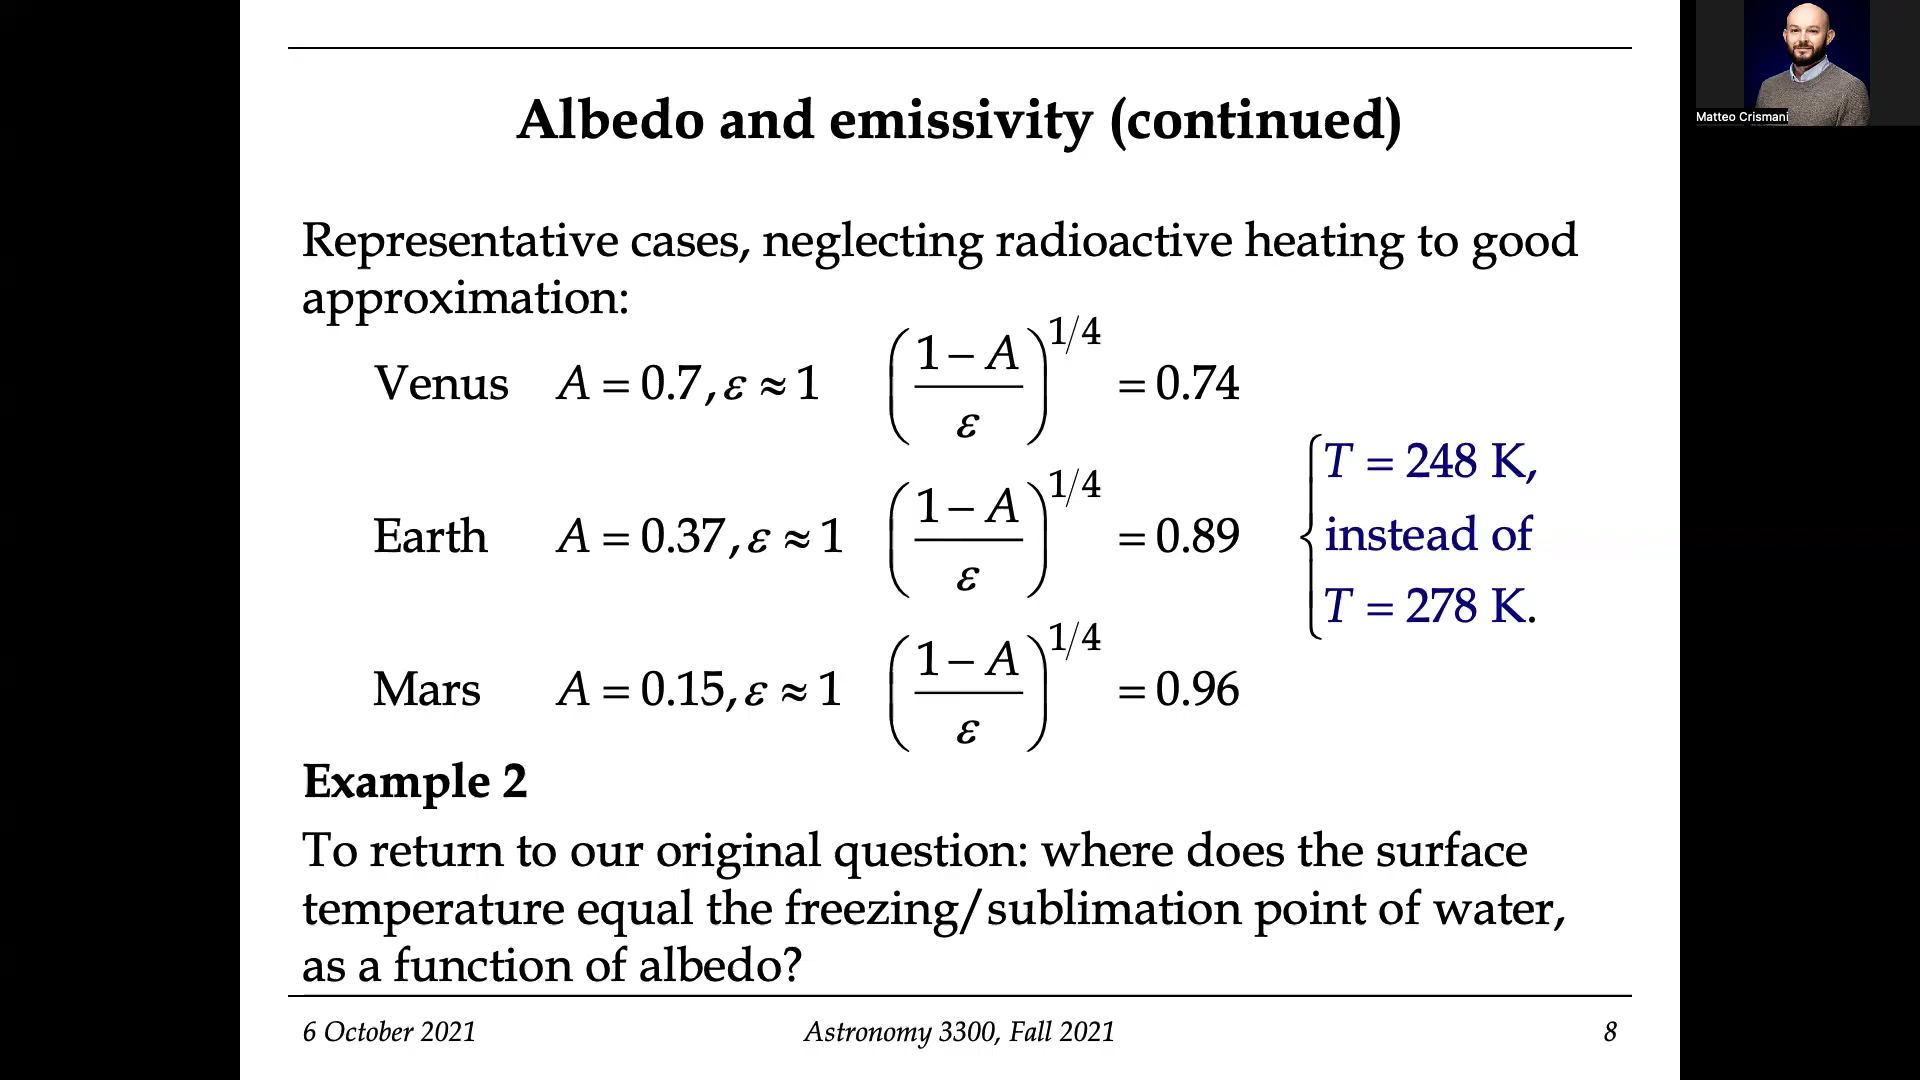 Albedo and emissivity (continued)
Matteo Crismani
Representative cases, neglecting radioactive heating to good
approximation:
Venus A = 0.7, ε ≈ 1 ((1 − A)/ε)^1/4 = 0.74
Earth A = 0.37, ε ≈ 1 ((1 − A)/ε)^1/4 = 0.89
T = 248 K,
instead of
T = 278 K.
Mars A = 0.15, ε ≈ 1 ((1 − A)/ε)^1/4 = 0.96
Example 2
To return to our original question: where does the surface
temperature equal the freezing/sublimation point of water,
as a function of albedo?
6 October 2021 Astronomy 3300, Fall 2021 8